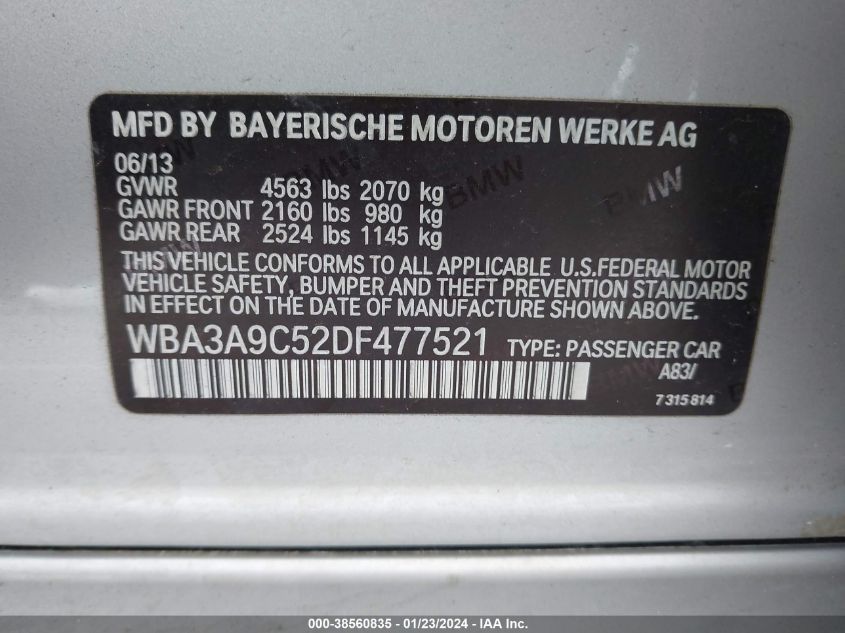 MFD BY BAYERISCHE MOTOREN WERKE AG
06/13
GVWR 4563 lbs 2070 kg
GAWR FRONT 2160 lbs 980 kg
GAWR REAR 2524 lbs 1145 kg
THIS VEHICLE CONFORMS TO ALL APPLICABLE U.S.FEDERAL MOTOR
VEHICLE SAFETY, BUMPER AND THEFT PREVENTION STANDARDS
IN EFFECT ON THE DATE OF MANUFACTURE SHOWN ABOVE.
WBA3A9C52DF477521 TYPE: PASSENGER CAR
A83/
7 315 814
BMW
BMW
000-38560835 - 01/23/2024 - IAA Inc.